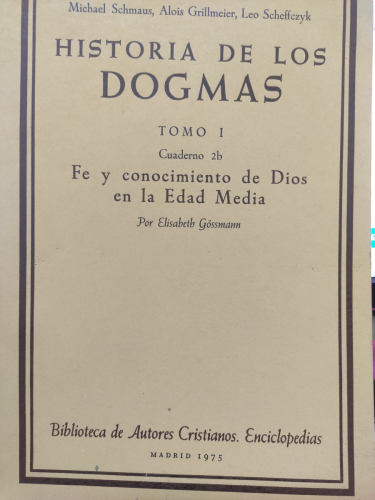 Michael Schmaus, Alois Grillmeier, Leo Scheffczyk
HISTORIA DE LOS
DOGMAS
TOMO I
Cuaderno 2b
Fe y conocimiento de Dios
en la Edad Media
Por Elisabeth Gössmann
Biblioteca de Autores Cristianos. Enciclopedias
MADRID 1975